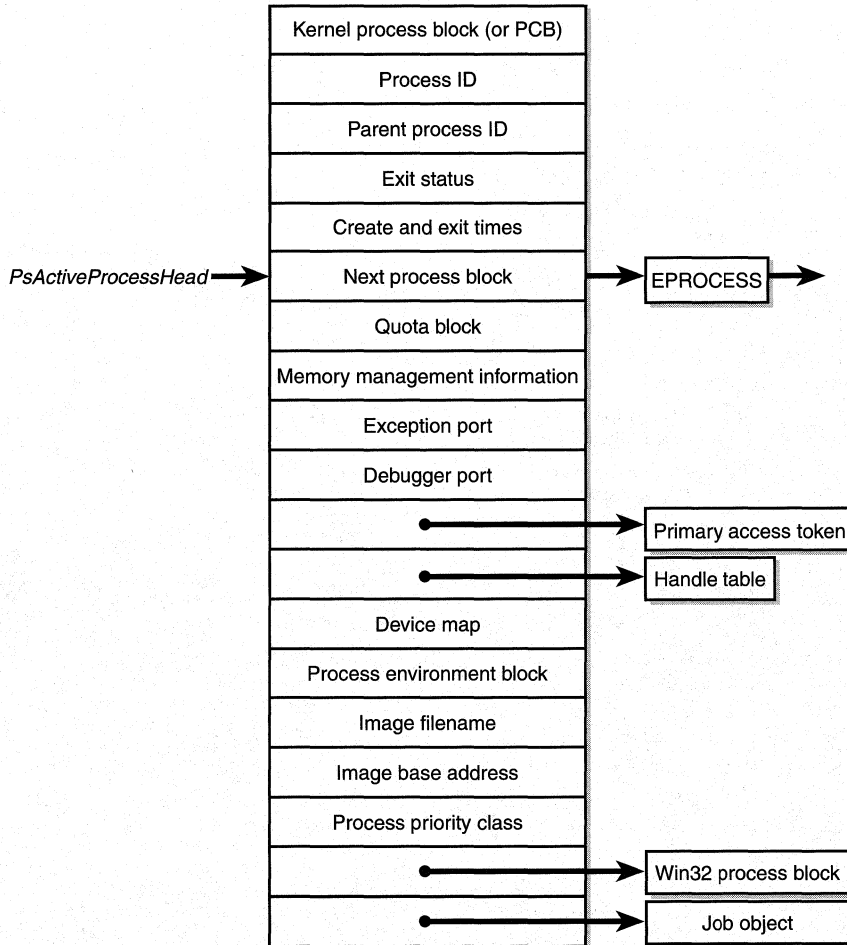 Kernel process block (or PCB)
Process ID
Parent process ID
Exit status
Create and exit times
PsActiveProcessHead
Next process block
EPROCESS
Quota block
Memory management information
Exception port
Debugger port
Primary access token
Handle table
Device map
Process environment block
Image filename
Image base address
Process priority class
Win32 process block
Job object